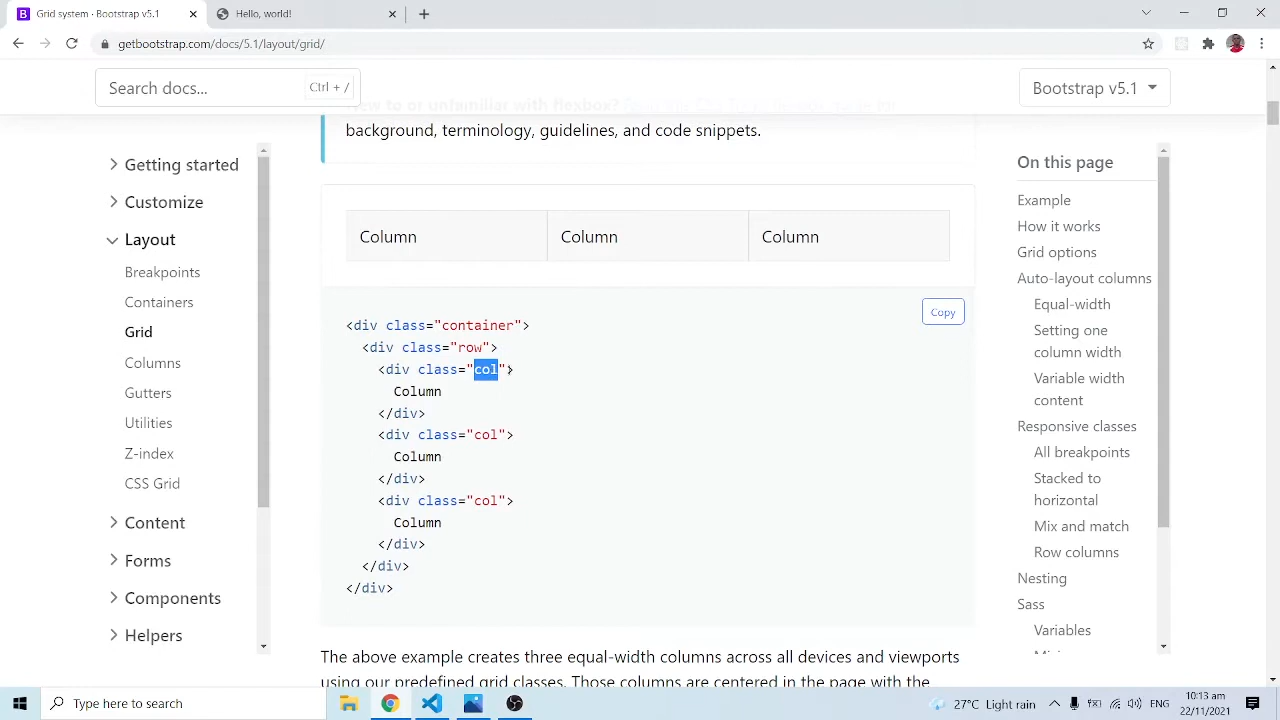 Grid system - Bootstrap v5.1
Hello, world!
getbootstrap.com/docs/5.1/layout/grid/
Search docs...
Ctrl + /
Bootstrap v5.1
New to or unfamiliar with flexbox?
background, terminology, guidelines, and code snippets.
Getting started
Customize
Layout
Breakpoints
Containers
Grid
Columns
Gutters
Utilities
Z-index
CSS Grid
Content
Forms
Components
Helpers
Column
Column
Column
Copy
<div class="container">
<div class="row">
<div class="col">
Column
</div>
<div class="col">
Column
</div>
<div class="col">
Column
</div>
</div>
</div>
The above example creates three equal-width columns across all devices and viewports
using our predefined grid classes. Those columns are centered in the page with the
On this page
Example
How it works
Grid options
Auto-layout columns
Equal-width
Setting one
column width
Variable width
content
Responsive classes
All breakpoints
Stacked to
horizontal
Mix and match
Row columns
Nesting
Sass
Variables
Type here to search
27°C Light rain
ENG
10:13 am
22/11/2021